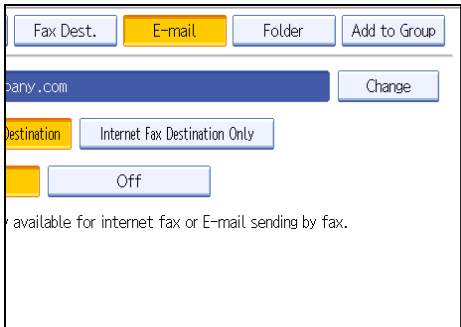 Fax Dest. E-mail Folder Add to Group
pany.com Change
Destination Internet Fax Destination Only
Off
available for internet fax or E-mail sending by fax.